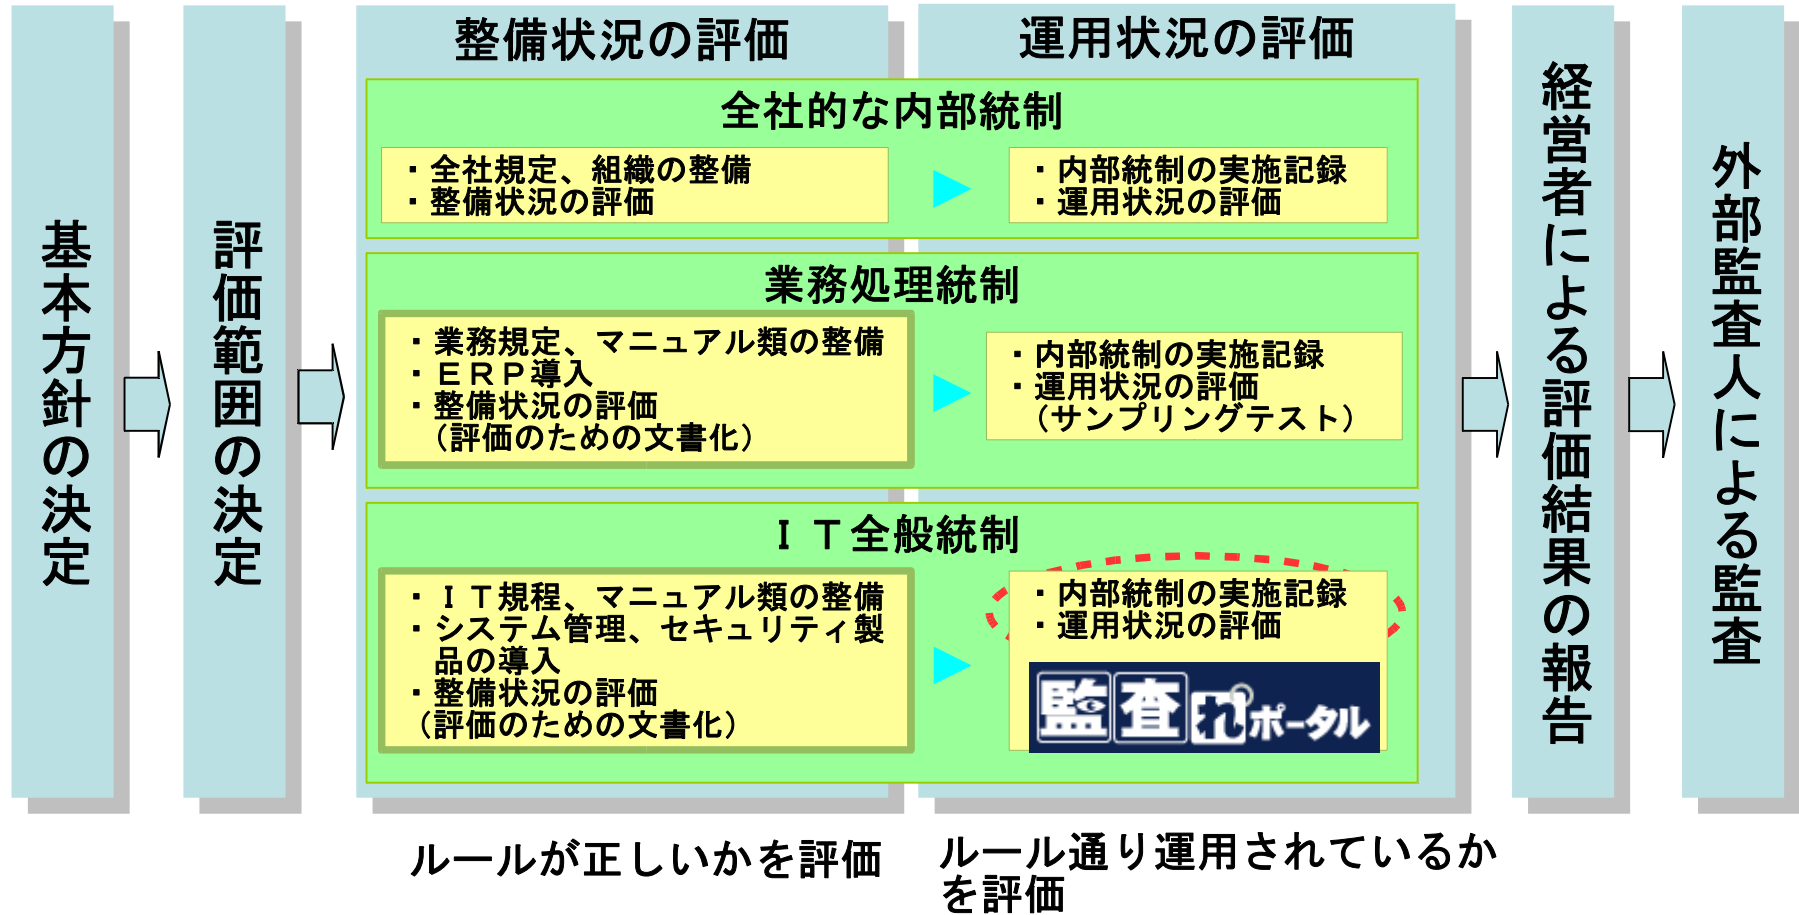 基本方針の決定
評価範囲の決定
整備状況の評価
運用状況の評価
全社的な内部統制
・全社規定、組織の整備
・整備状況の評価
・内部統制の実施記録
・運用状況の評価
業務処理統制
・業務規定、マニュアル類の整備
・ＥＲＰ導入
・整備状況の評価
（評価のための文書化）
・内部統制の実施記録
・運用状況の評価
（サンプリングテスト）
ＩＴ全般統制
・ＩＴ規程、マニュアル類の整備
・システム管理、セキュリティ製
品の導入
・整備状況の評価
（評価のための文書化）
・内部統制の実施記録
・運用状況の評価
監査れポータル
ルールが正しいかを評価
ルール通り運用されているか
を評価
経営者による評価結果の報告
外部監査人による監査